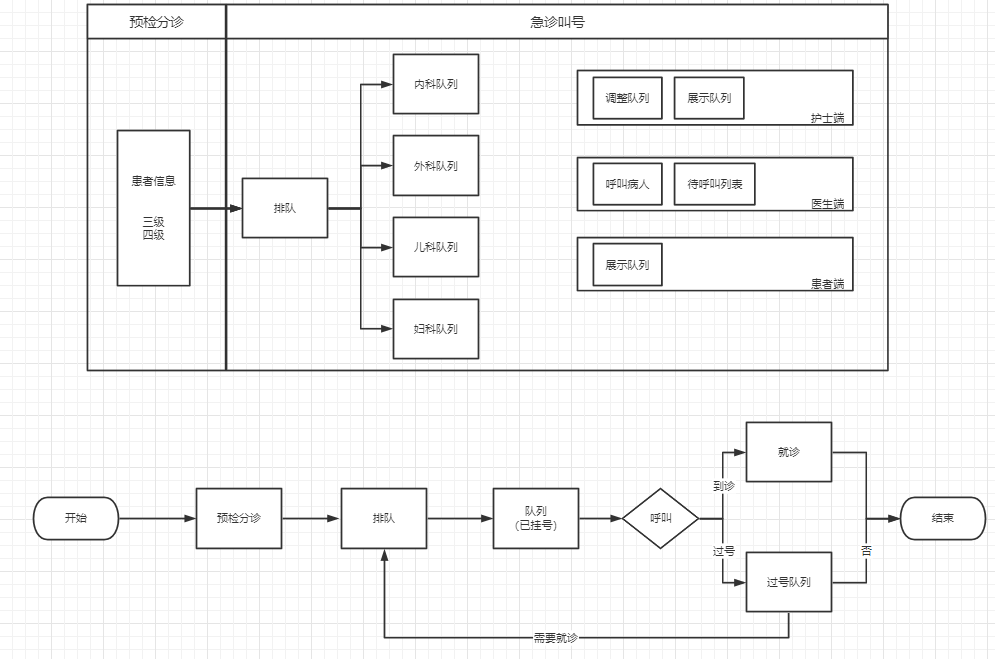 预检分诊
急诊叫号
患者信息
三级
四级
排队
内科队列
外科队列
儿科队列
妇科队列
调整队列
展示队列
护士端
呼叫病人
待呼叫列表
医生端
展示队列
患者端
开始
预检分诊
排队
队列
（已挂号）
呼叫
到诊
过号
就诊
过号队列
否
结束
需要就诊